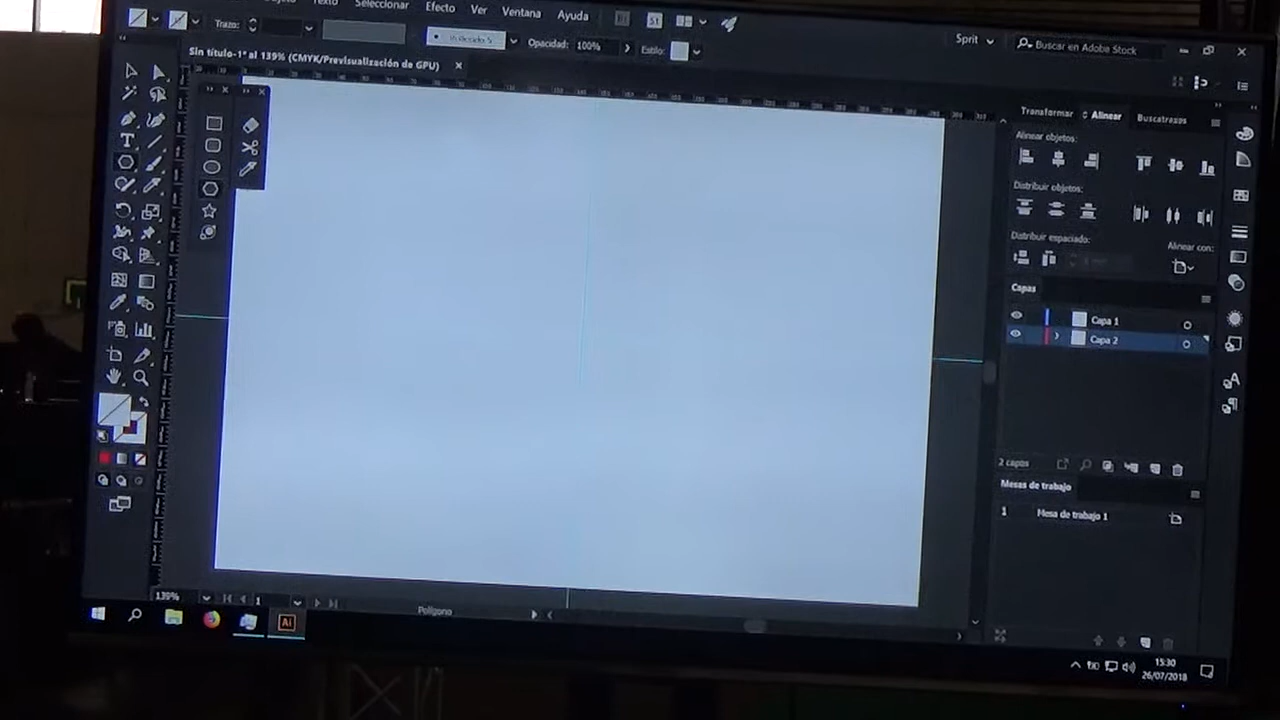 Texto Seleccionar Efecto Ver Ventana Ayuda
Trazo: Opacidad: 100% Estilo: Sprit Buscar en Adobe Stock
Sin título-1* al 139% (CMYK/Previsualización de GPU)
Transformar Alinear Buscatrazos
Alinear objetos:
Distribuir objetos:
Distribuir espaciado: Alinear con:
Capas
Capa 1
Capa 2
2 capas
Mesas de trabajo
1 Mesa de trabajo 1
139% 1 Polígono
St
Ai
15:30
26/07/2018